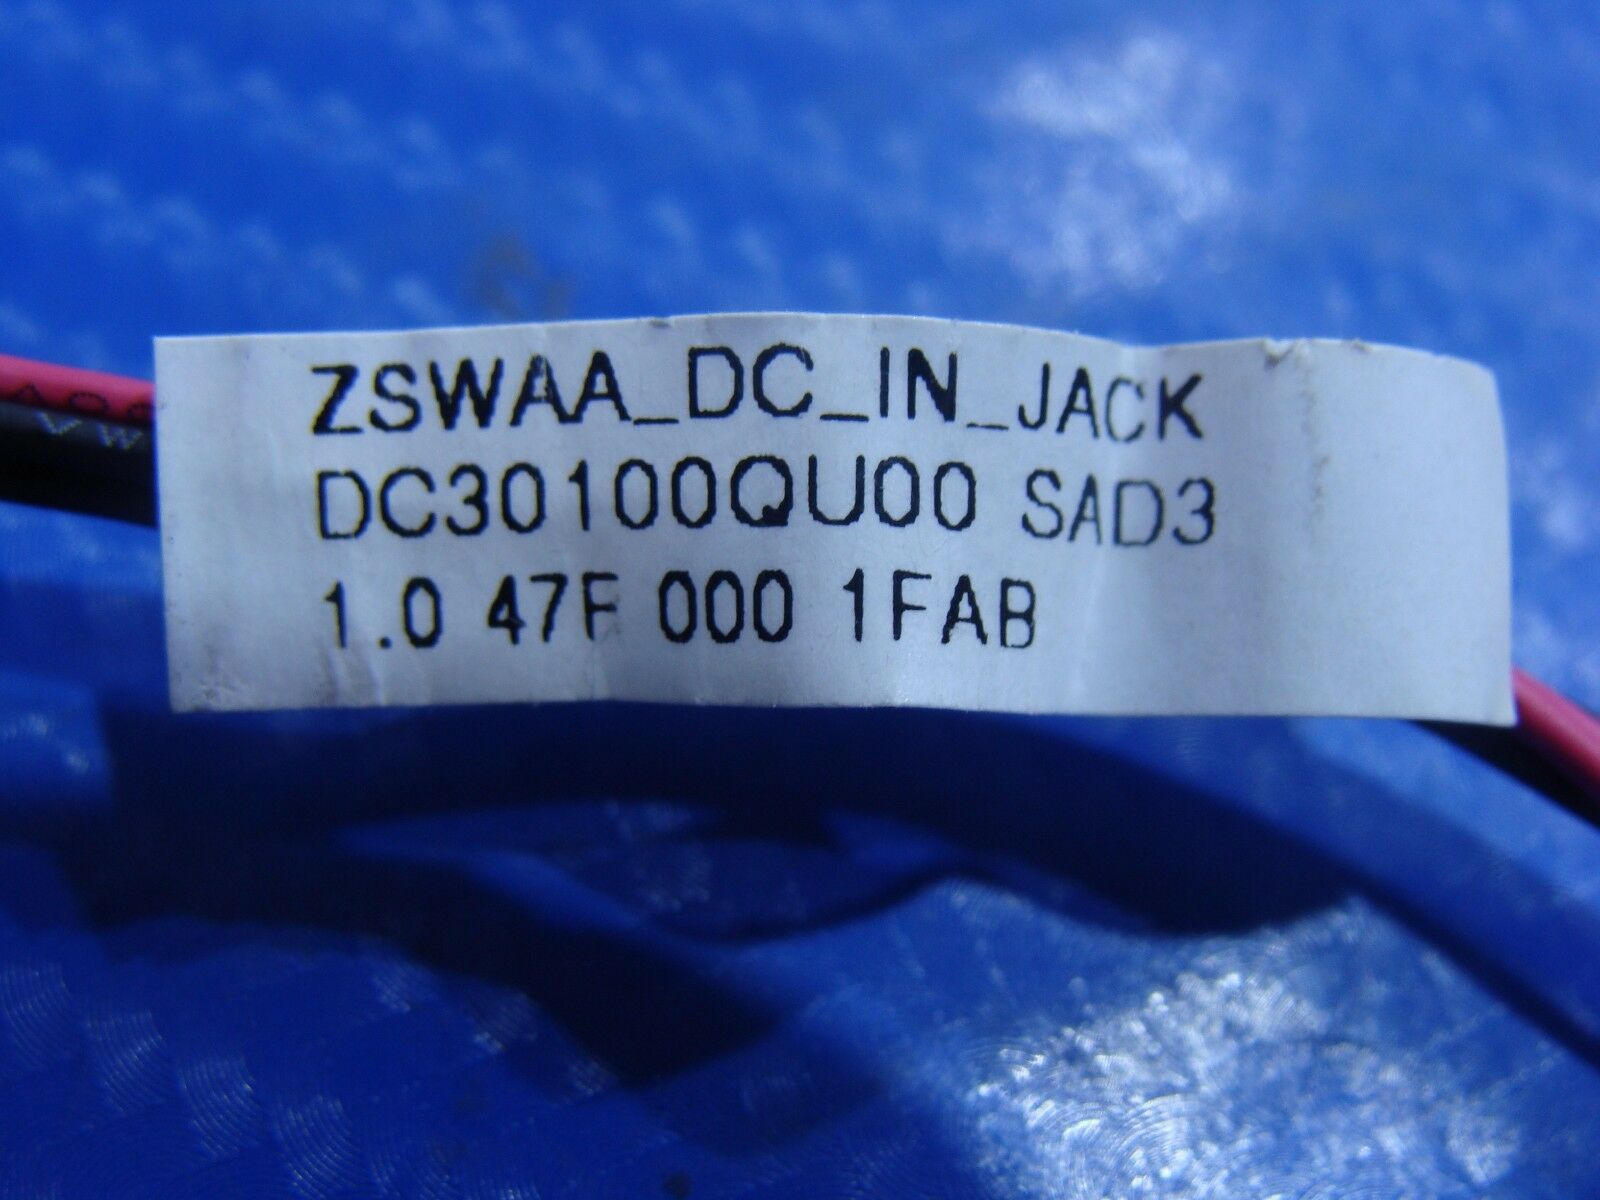 ZSWAA_DC_IN_JACK
DC30100QU00 SAD3
1.0 47F 000 1FAB